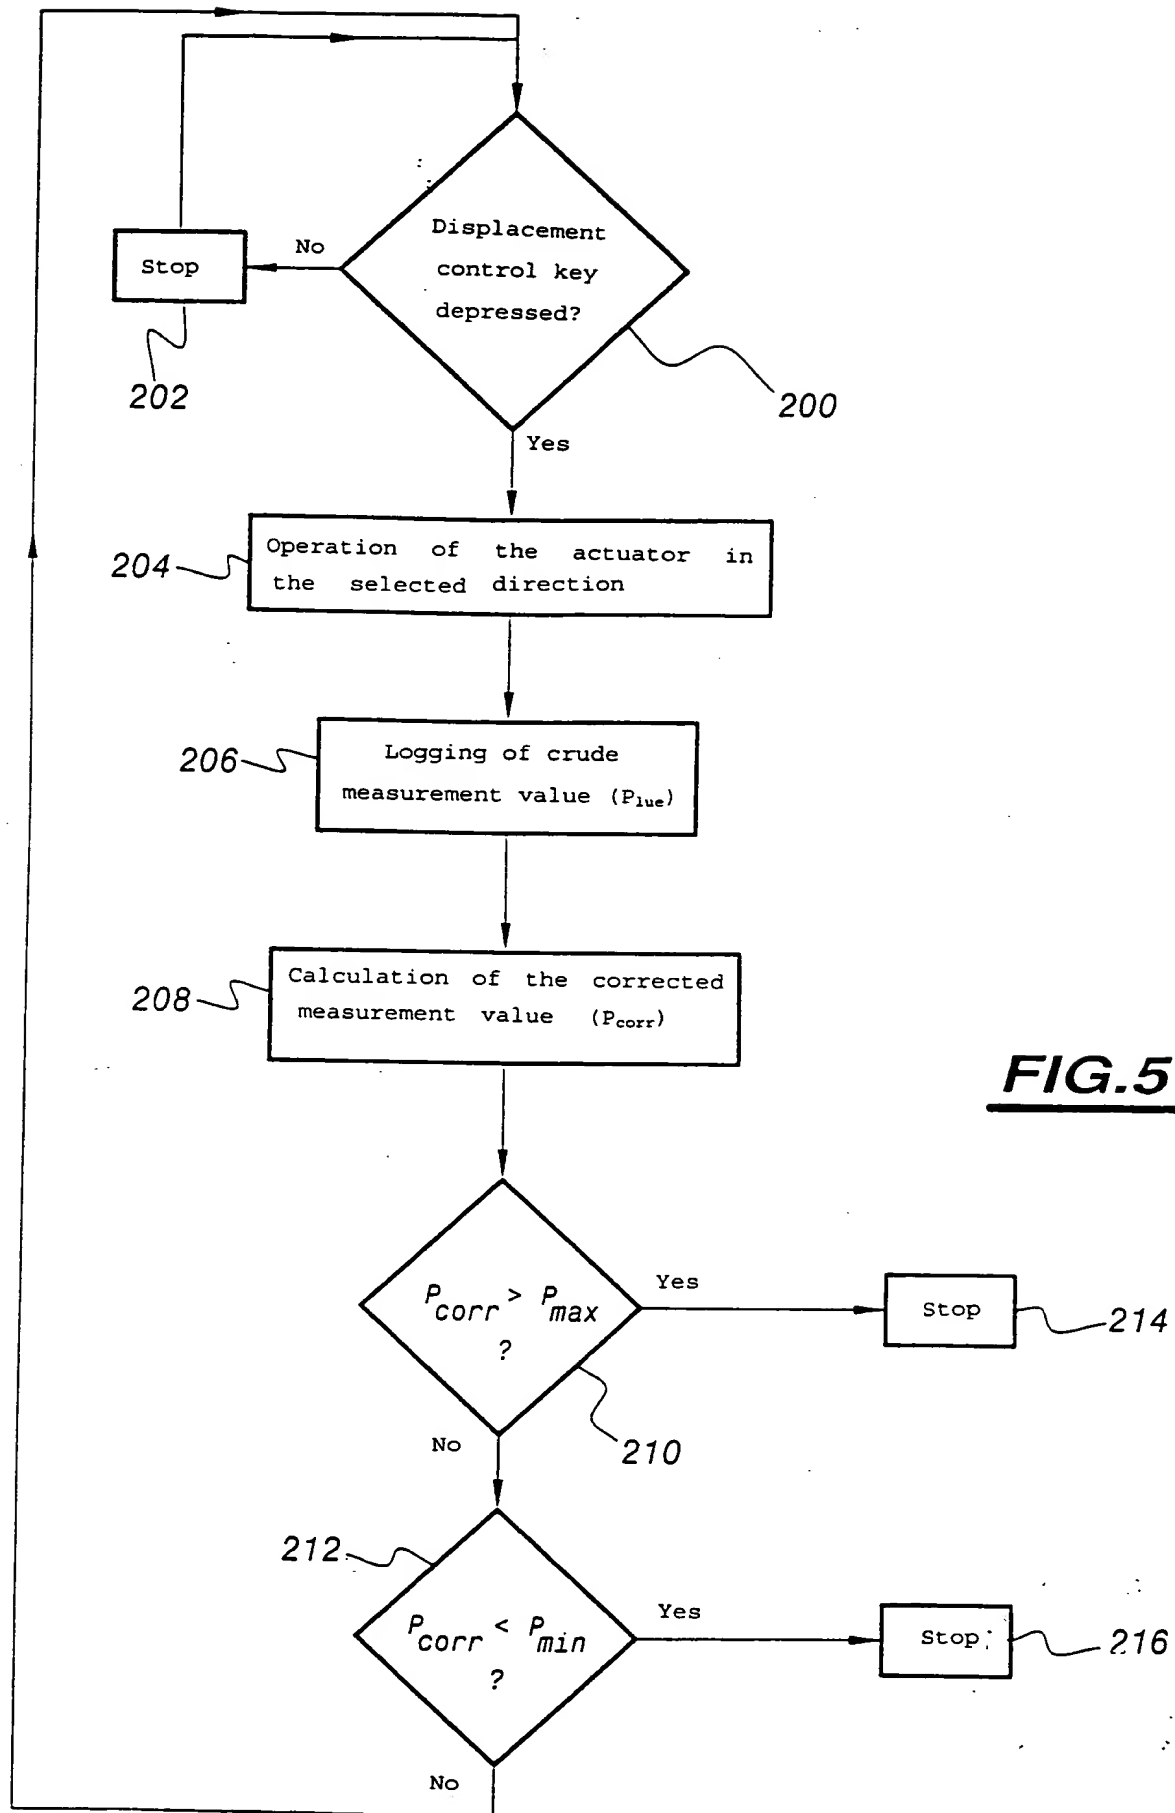 Displacement
control key
depressed?
No
Stop
202
200
Yes
204
Operation of the actuator in
the selected direction
206
Logging of crude
measurement value (Plue)
208
Calculation of the corrected
measurement value (Pcorr)
FIG.5
Pcorr > Pmax
?
Yes
Stop
214
No
210
212
Pcorr < Pmin
?
Yes
Stop
216
No